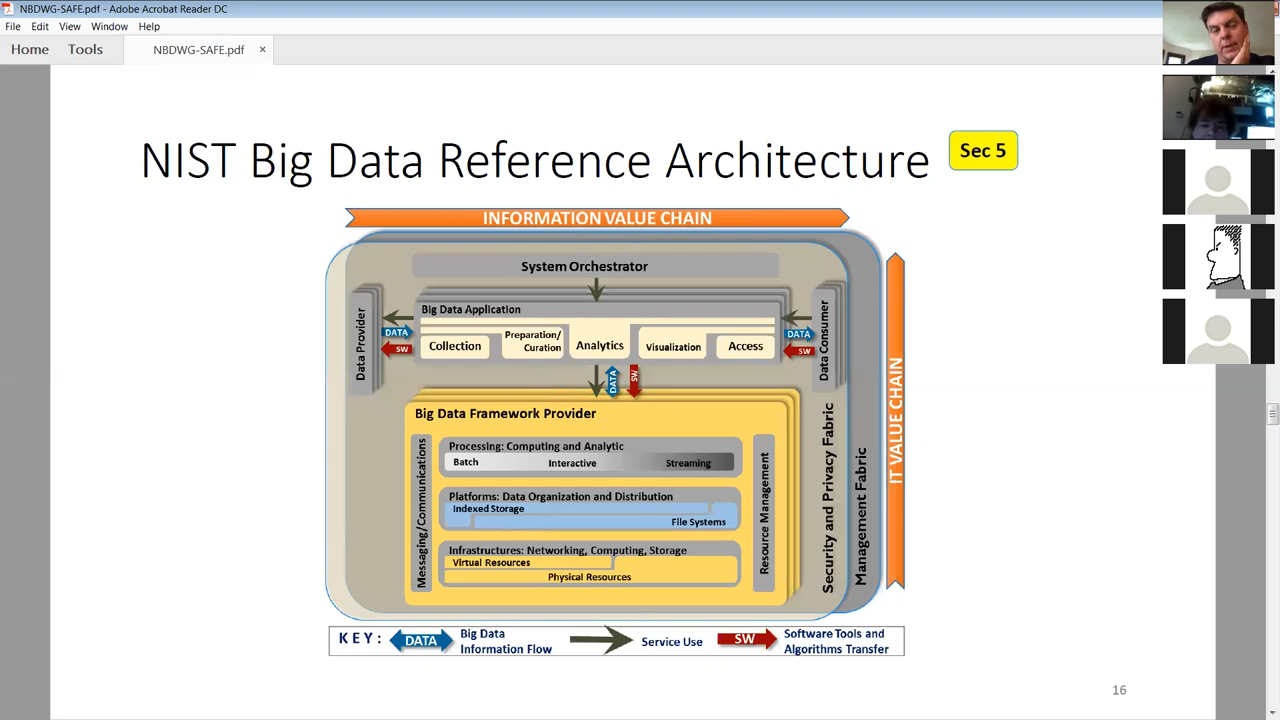 NBDWG-SAFE.pdf - Adobe Acrobat Reader DC
File Edit View Window Help
Home Tools NBDWG-SAFE.pdf ×
NIST Big Data Reference Architecture
Sec 5
INFORMATION VALUE CHAIN
System Orchestrator
Big Data Application
Collection
Preparation/
Curation
Analytics
Visualization
Access
Data Provider
DATA
SW
Data Consumer
DATA
SW
DATA
SW
Big Data Framework Provider
Messaging/Communications
Processing: Computing and Analytic
Batch Interactive Streaming
Platforms: Data Organization and Distribution
Indexed Storage
File Systems
Infrastructures: Networking, Computing, Storage
Virtual Resources
Physical Resources
Resource Management
Security and Privacy Fabric
Management Fabric
IT VALUE CHAIN
KEY:
DATA
Big Data
Information Flow
Service Use
SW
Software Tools and
Algorithms Transfer
16